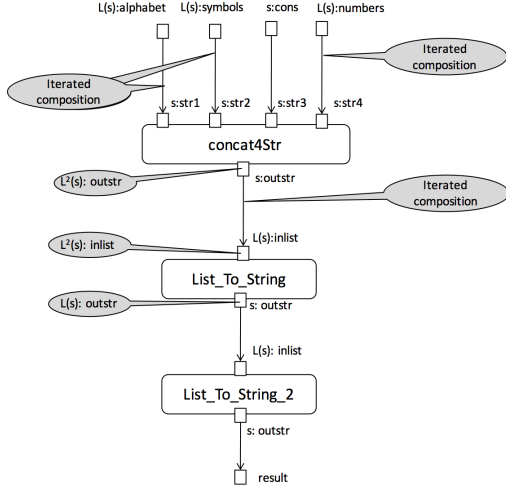 L(s):alphabet L(s):symbols s:cons L(s):numbers
Iterated
composition
Iterated
composition
s:str1 s:str2 s:str3 s:str4
concat4Str
L²(s): outstr
s:outstr
Iterated
composition
L²(s): inlist
L(s):inlist
List_To_String
L(s): outstr
s: outstr
L(s): inlist
List_To_String_2
s: outstr
result